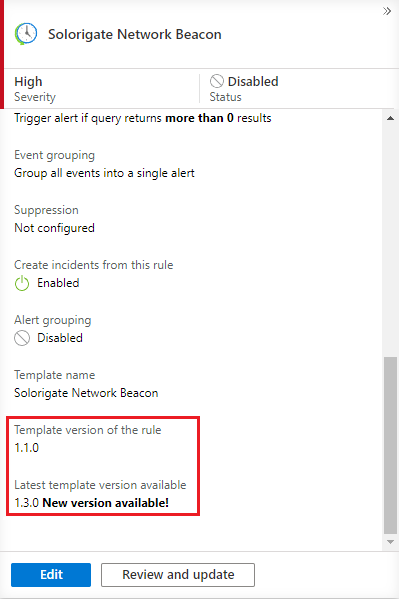 Solorigate Network Beacon
High
Severity
Disabled
Status
Trigger alert if query returns more than 0 results
Event grouping
Group all events into a single alert
Suppression
Not configured
Create incidents from this rule
Enabled
Alert grouping
Disabled
Template name
Solorigate Network Beacon
Template version of the rule
1.1.0
Latest template version available
1.3.0 New version available!
Edit
Review and update